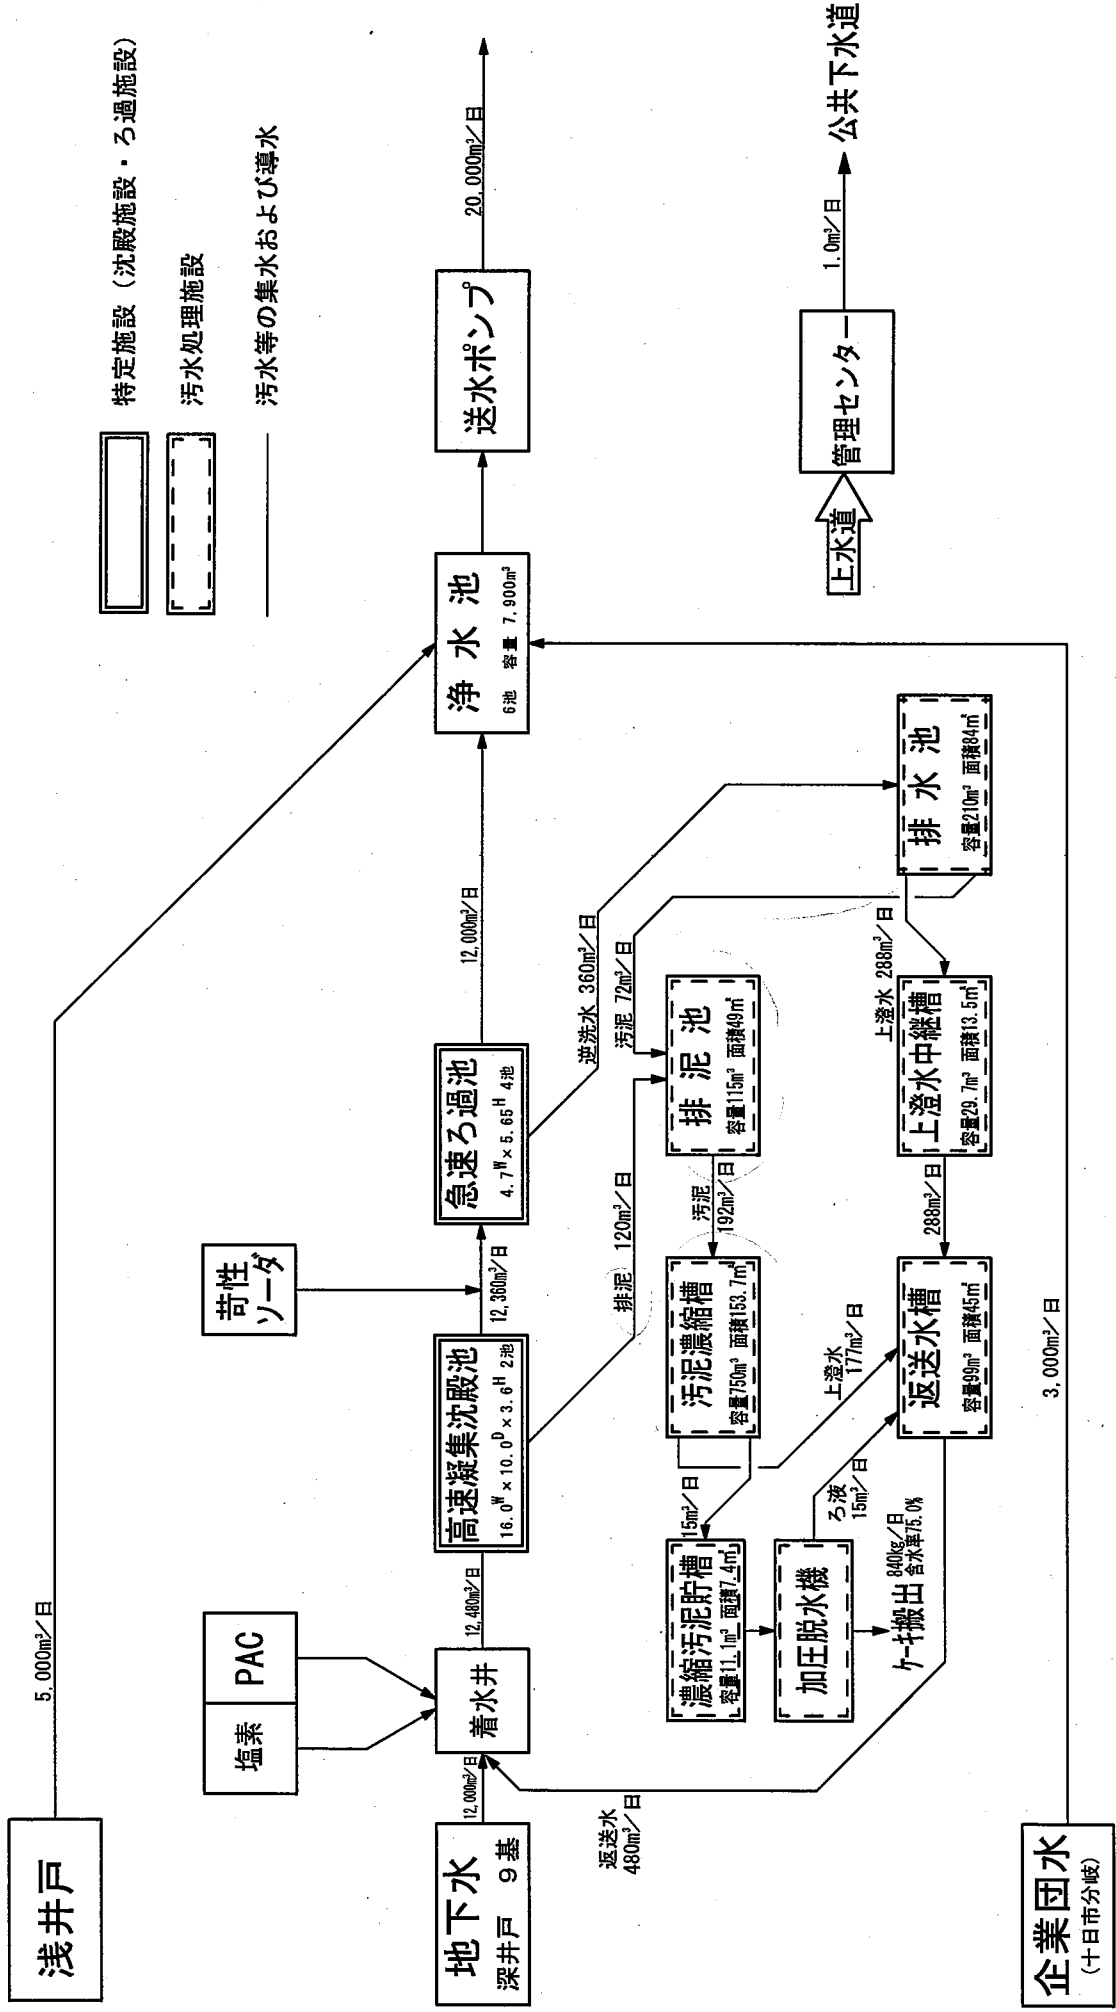 特定施設（沈殿施設・ろ過施設）
汚水処理施設
汚水等の集水および導水
浅井戸
5,000m³／日
塩素
PAC
苛性
ソーダ
地下水
深井戸 9基
12,000m³／日
着水井
12,480m³／日
高速凝集沈殿池
16.0ᵂ×10.0ᴰ×3.6ᴴ 2池
12,360m³／日
急速ろ過池
4.7ᵂ×5.65ᴴ 4池
12,000m³／日
浄水池
6池 容量 7,900m³
送水ポンプ
20,000m³／日
返送水
480m³／日
排泥 120m³／日
逆洗水 360m³／日
汚泥 72m³／日
濃縮汚泥貯槽
容量11.1m³ 面積7.4㎡
15m³／日
汚泥濃縮槽
容量750m³ 面積153.7㎡
汚泥
192m³／日
排泥池
容量115m³ 面積49㎡
加圧脱水機
ろ液
15m³／日
上澄水
177m³／日
ケーキ搬出 840kg／日
含水率75.0%
返送水槽
容量99m³ 面積45㎡
288m³／日
上澄水中継槽
容量29.7m³ 面積13.5㎡
上澄水 288m³／日
排水池
容量210m³ 面積84㎡
上水道
管理センター
1.0m³／日
公共下水道
企業団水
(十日市分岐)
3,000m³／日